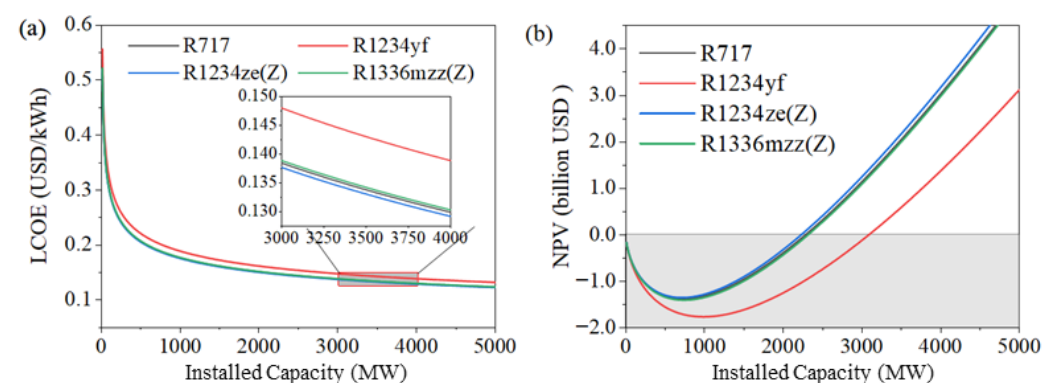 (a)
0.6
0.5
0.4
0.3
0.2
0.1
LCOE (USD/kWh)
R717
R1234yf
R1234ze(Z)
R1336mzz(Z)
0.150
0.145
0.140
0.135
0.130
3000 3250 3500 3750 4000
0 1000 2000 3000 4000 5000
Installed Capacity (MW)
(b)
4.0
3.0
2.0
1.0
0.0
−1.0
−2.0
NPV (billion USD )
R717
R1234yf
R1234ze(Z)
R1336mzz(Z)
0 1000 2000 3000 4000 5000
Installed Capacity (MW)